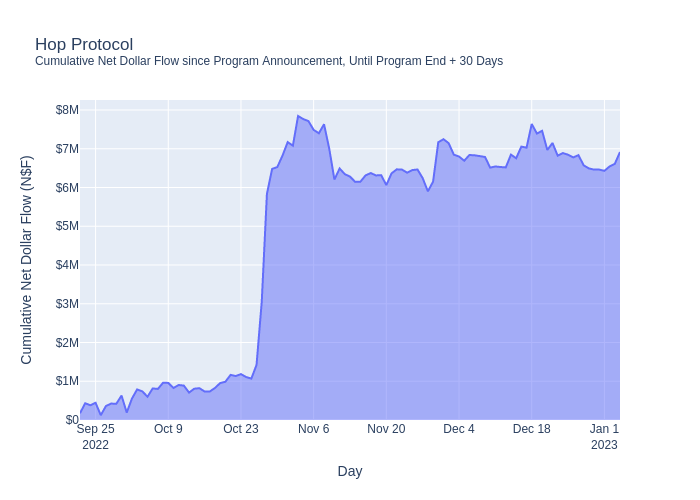 Hop Protocol
Cumulative Net Dollar Flow since Program Announcement, Until Program End + 30 Days
Cumulative Net Dollar Flow (N$F)
$8M
$7M
$6M
$5M
$4M
$3M
$2M
$1M
$0
Sep 25 Oct 9 Oct 23 Nov 6 Nov 20 Dec 4 Dec 18 Jan 1
2022 2023
Day